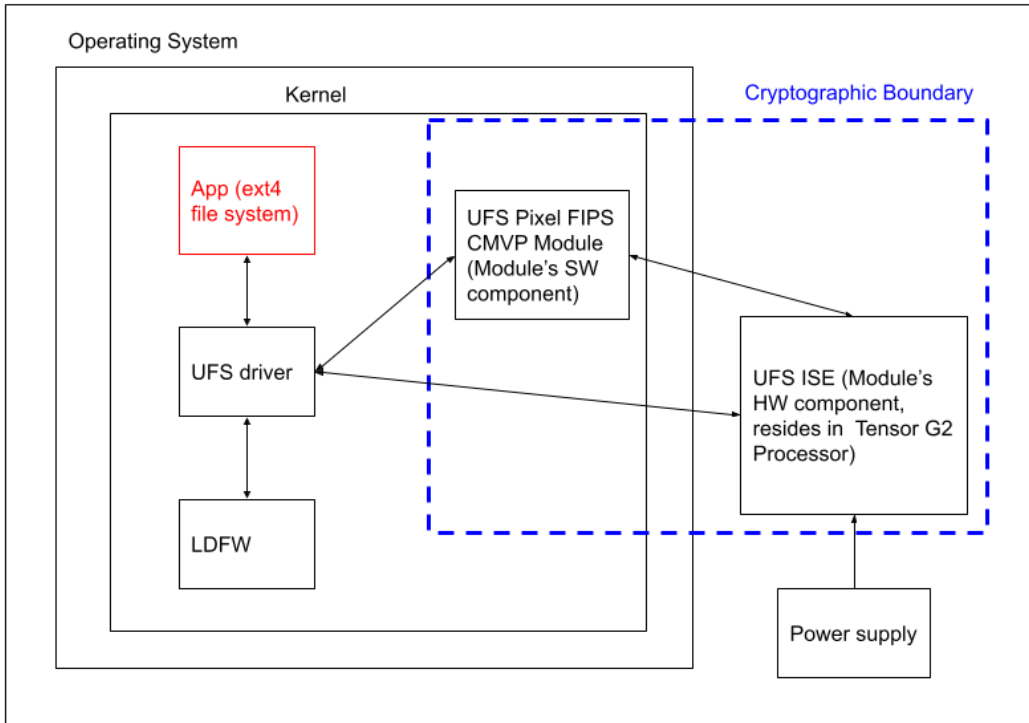 Operating System
Kernel
Cryptographic Boundary
App (ext4
file system)
UFS Pixel FIPS
CMVP Module
(Module's SW
component)
UFS driver
UFS ISE (Module's
HW component,
resides in  Tensor G2
Processor)
LDFW
Power supply